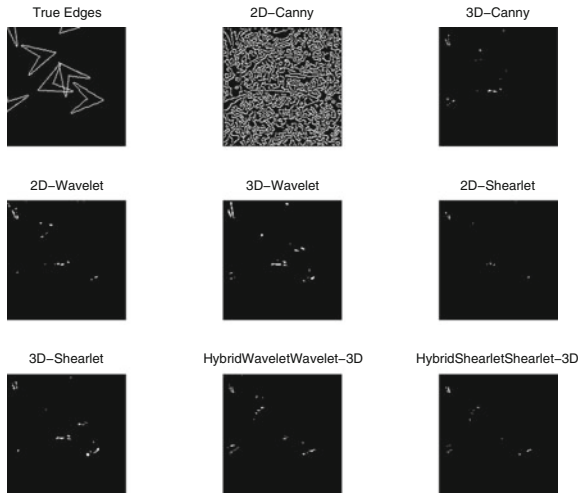 True Edges
2D–Canny
3D–Canny
2D–Wavelet
3D–Wavelet
2D–Shearlet
3D–Shearlet
HybridWaveletWavelet–3D
HybridShearletShearlet–3D